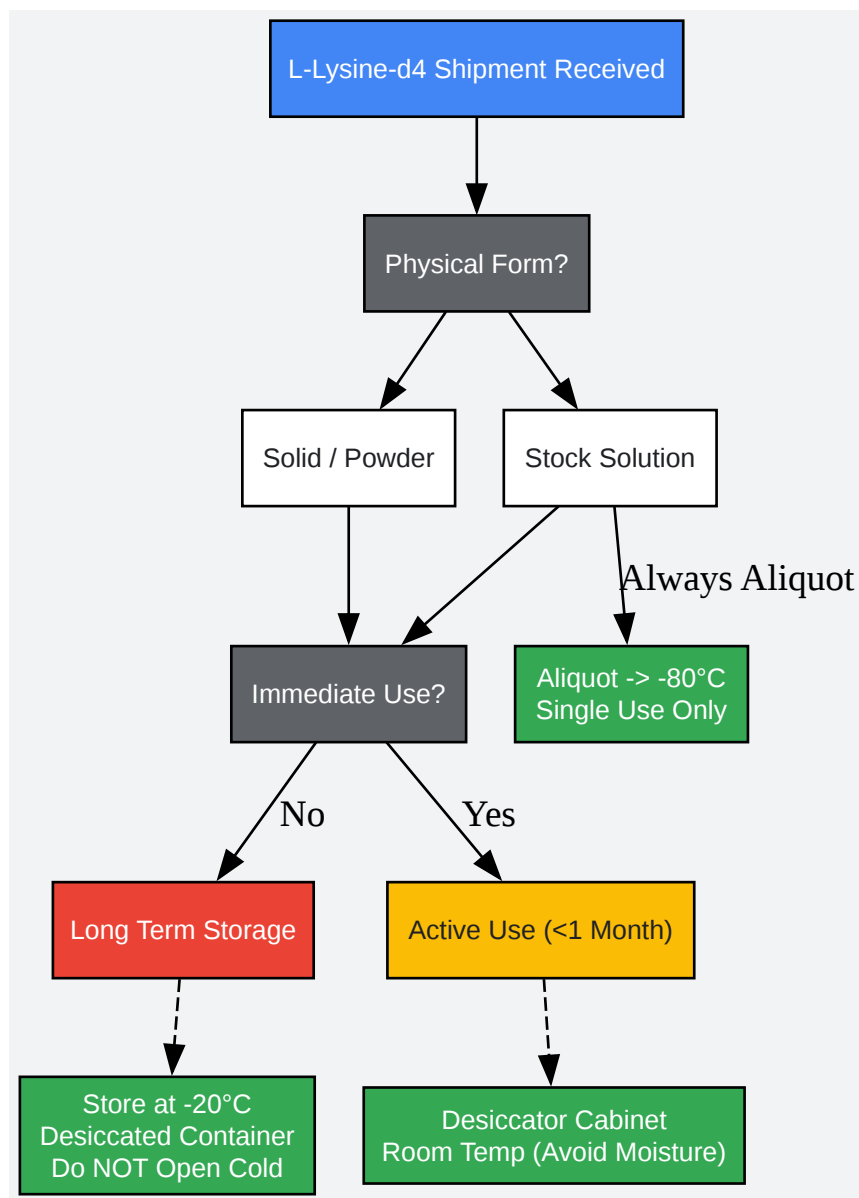 L-Lysine-d4 Shipment Received
Physical Form?
Solid / Powder
Stock Solution
Always Aliquot
Immediate Use?
Aliquot -> -80°C
Single Use Only
No
Yes
Long Term Storage
Active Use (<1 Month)
Store at -20°C
Desiccated Container
Do NOT Open Cold
Desiccator Cabinet
Room Temp (Avoid Moisture)